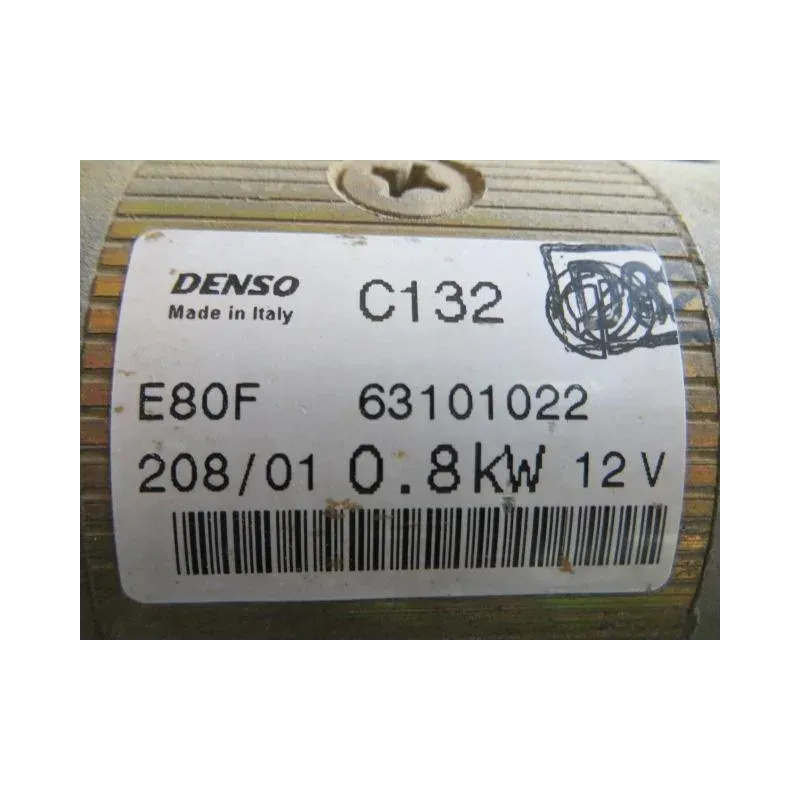 DENSO C132
Made in Italy
E80F 63101022
208/01 0.8kW 12V